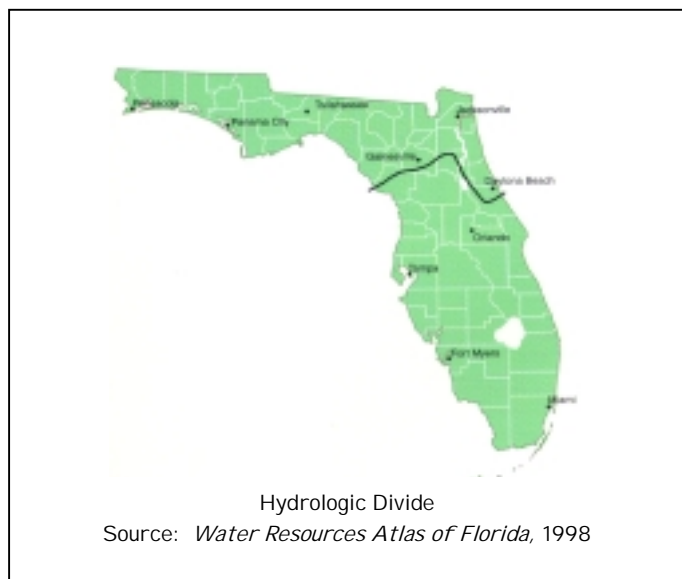 Pensacola
Tallahassee
Jacksonville
Panama City
Gainesville
Daytona Beach
Orlando
Tampa
Fort Myers
Miami
Hydrologic Divide
Source: Water Resources Atlas of Florida, 1998